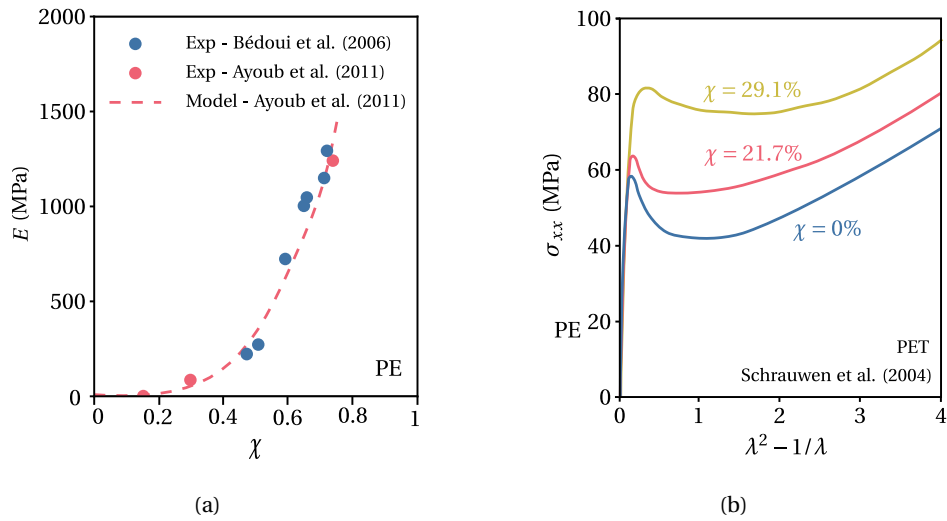 Exp - Bédoui et al. (2006)
Exp - Ayoub et al. (2011)
Model - Ayoub et al. (2011)
2000
1500
1000
500
0
E (MPa)
PE
0 0.2 0.4 0.6 0.8 1
χ
(a)
100
80
60
40
20
0
σxx (MPa)
χ = 29.1%
χ = 21.7%
χ = 0%
PE
PET
Schrauwen et al. (2004)
0 1 2 3 4
λ² − 1/λ
(b)